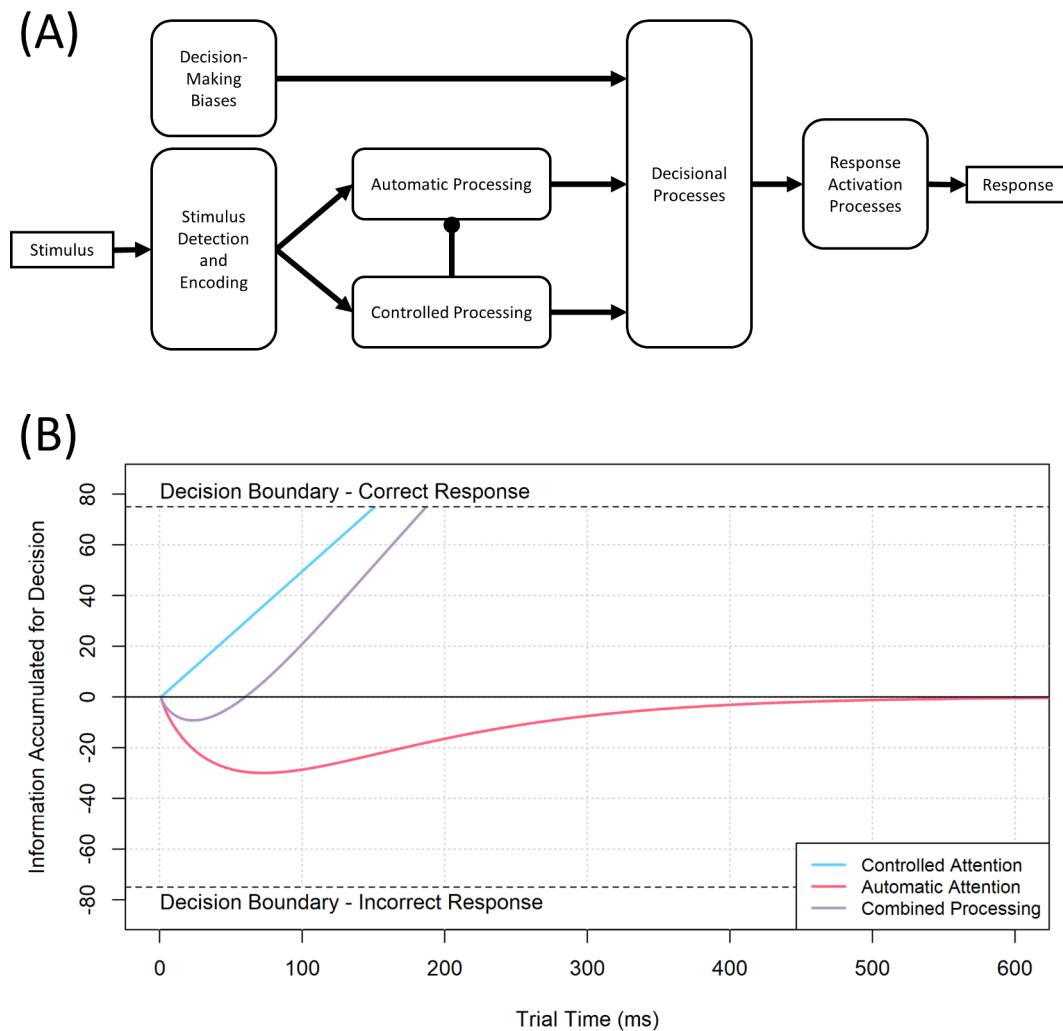 (A)
Decision-
Making
Biases
Stimulus
Stimulus
Detection
and
Encoding
Automatic Processing
Controlled Processing
Decisional
Processes
Response
Activation
Processes
Response
(B)
Information Accumulated for Decision
80
60
40
20
0
-20
-40
-60
-80
Decision Boundary - Correct Response
Decision Boundary - Incorrect Response
Controlled Attention
Automatic Attention
Combined Processing
0 100 200 300 400 500 600
Trial Time (ms)